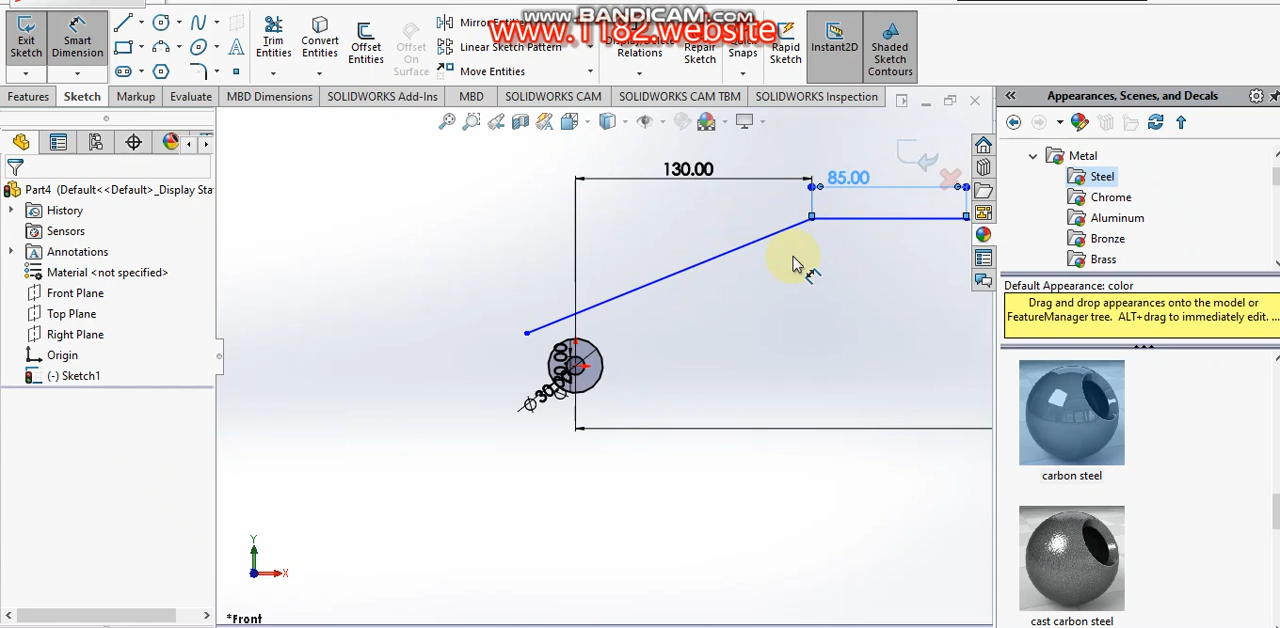 www.BANDICAM.com
www.1182.website
Exit Sketch
Smart Dimension
Trim Entities
Convert Entities
Offset Entities
Offset On Surface
Mirror Entities
Linear Sketch Pattern
Move Entities
Display/Delete Relations
Repair Sketch
Quick Snaps
Rapid Sketch
Instant2D
Shaded Sketch Contours
Features
Sketch
Markup
Evaluate
MBD Dimensions
SOLIDWORKS Add-Ins
MBD
SOLIDWORKS CAM
SOLIDWORKS CAM TBM
SOLIDWORKS Inspection
Appearances, Scenes, and Decals
Part4 (Default<<Default>_Display Sta
History
Sensors
Annotations
Material <not specified>
Front Plane
Top Plane
Right Plane
Origin
(-) Sketch1
130.00
85.00
Y
X
*Front
Metal
Steel
Chrome
Aluminum
Bronze
Brass
Default Appearance: color
Drag and drop appearances onto the model or
FeatureManager tree. ALT+drag to immediately edit. ...
carbon steel
cast carbon steel